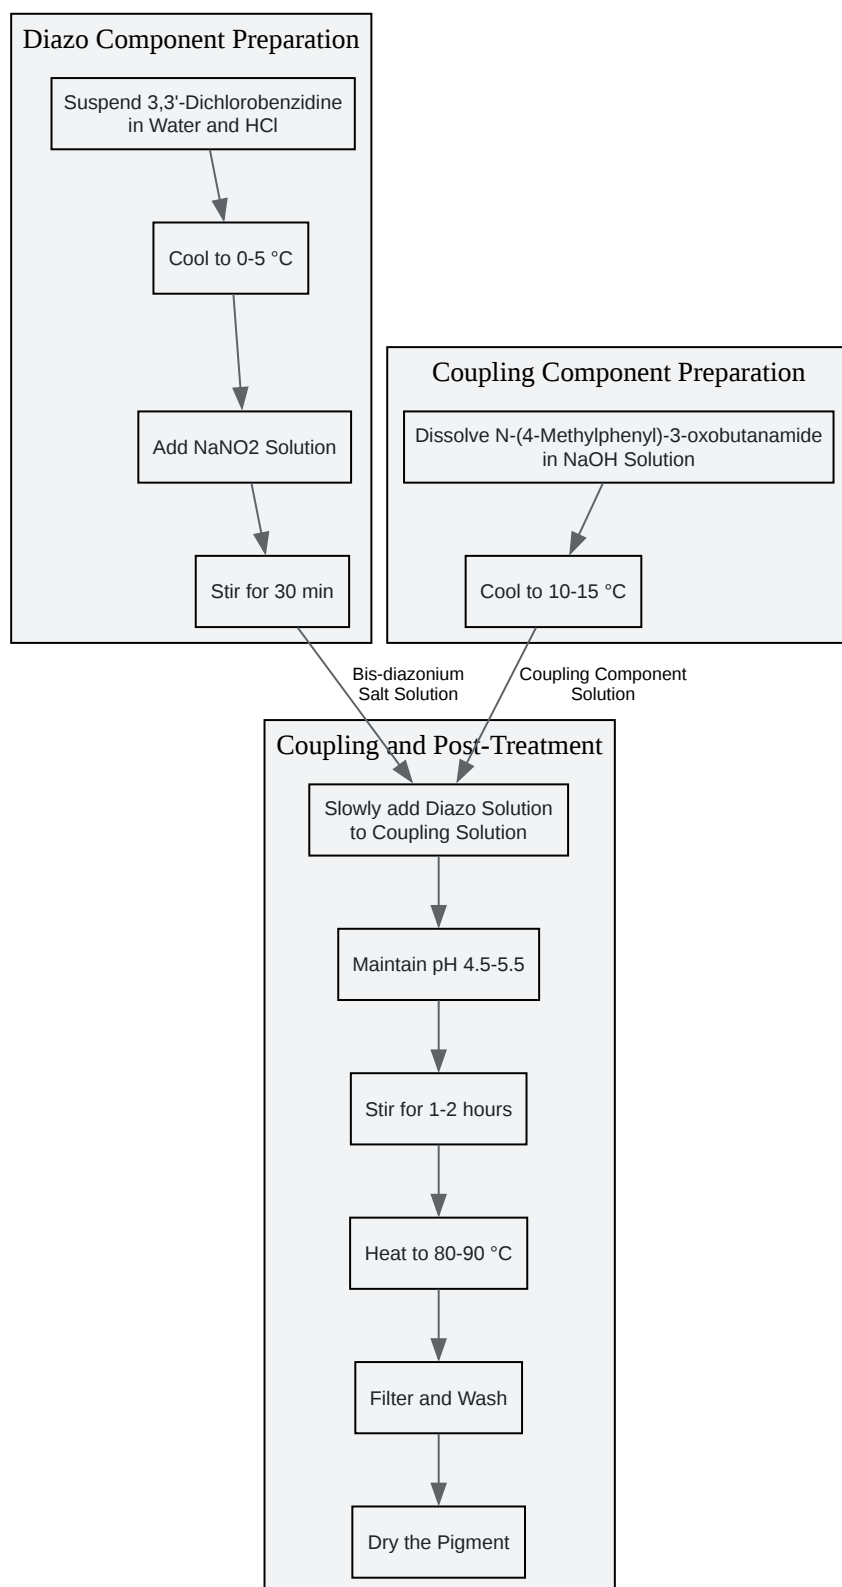 Diazo Component Preparation
Suspend 3,3'-Dichlorobenzidine
in Water and HCl
Cool to 0-5 °C
Add NaNO2 Solution
Stir for 30 min
Coupling Component Preparation
Dissolve N-(4-Methylphenyl)-3-oxobutanamide
in NaOH Solution
Cool to 10-15 °C
Bis-diazonium
Salt Solution
Coupling Component
Solution
Coupling and Post-Treatment
Slowly add Diazo Solution
to Coupling Solution
Maintain pH 4.5-5.5
Stir for 1-2 hours
Heat to 80-90 °C
Filter and Wash
Dry the Pigment